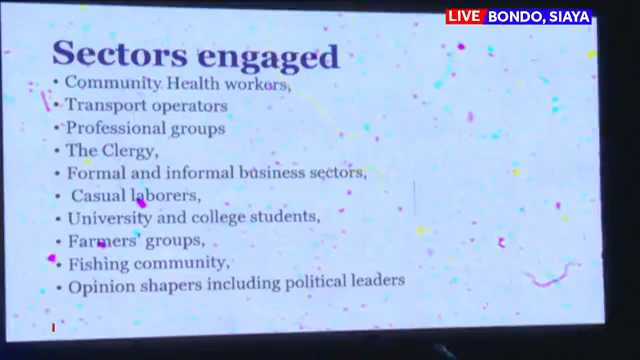 LIVE BONDO, SIAYA
Sectors engaged
• Community Health workers,
• Transport operators
• Professional groups
• The Clergy,
• Formal and informal business sectors,
• Casual laborers,
• University and college students,
• Farmers' groups,
• Fishing community,
• Opinion shapers including political leaders